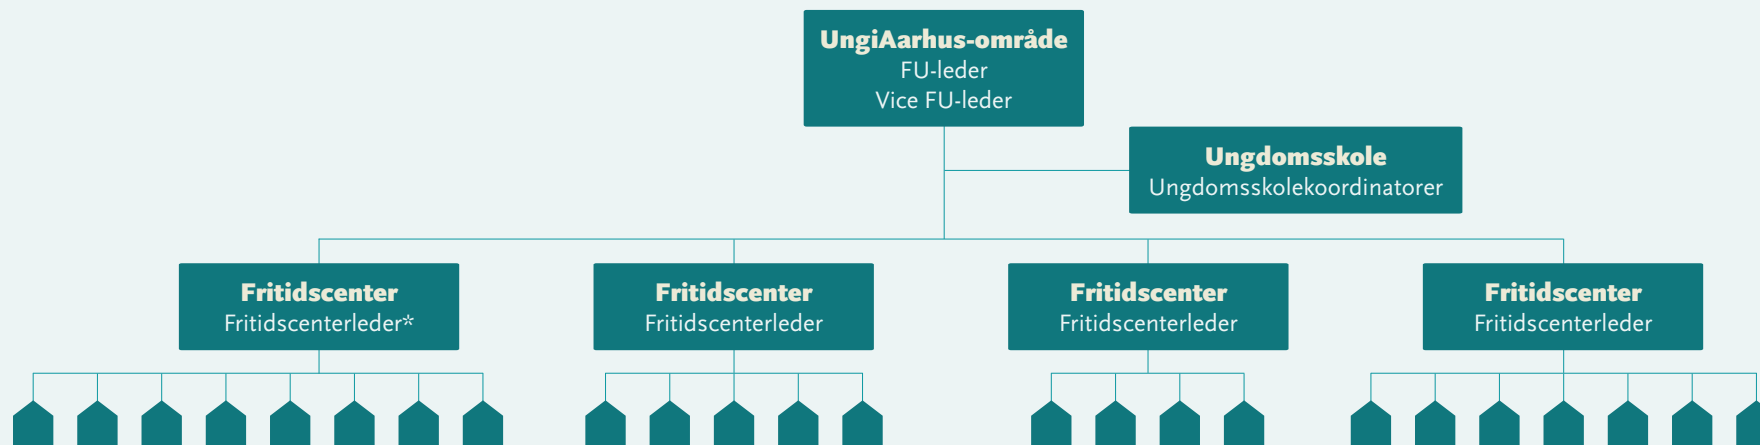 UngiAarhus-område
FU-leder
Vice FU-leder
Ungdomsskole
Ungdomsskolekoordinatorer
Fritidscenter
Fritidscenterleder*
Fritidscenter
Fritidscenterleder
Fritidscenter
Fritidscenterleder
Fritidscenter
Fritidscenterleder